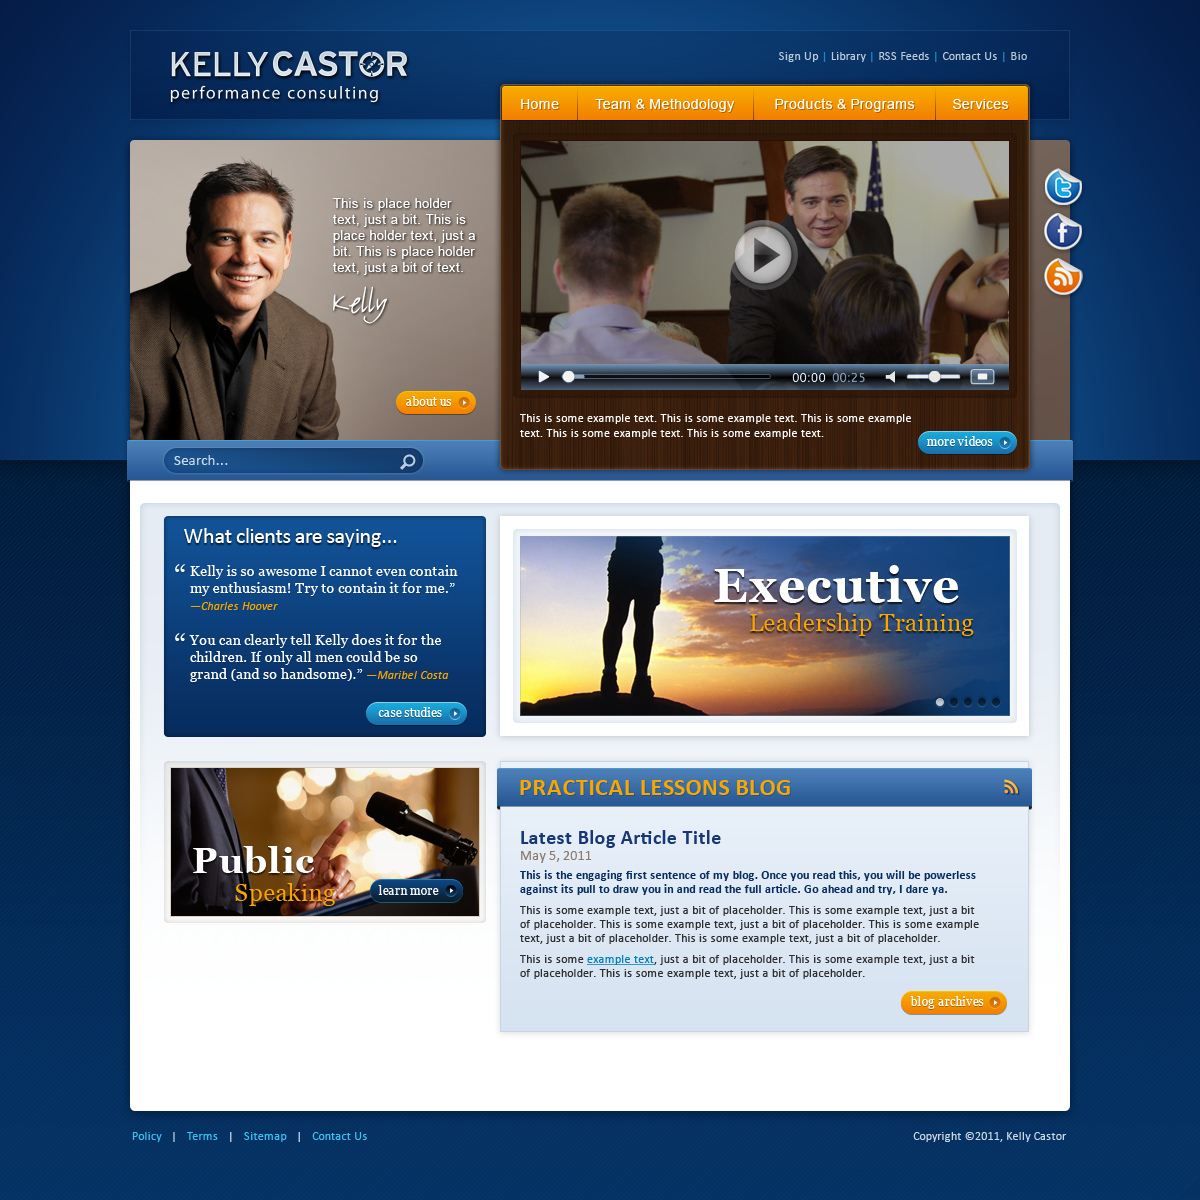 KELLY CASTOR
performance consulting
Sign Up | Library | RSS Feeds | Contact Us | Bio
Home Team & Methodology Products & Programs Services
This is place holder
text, just a bit. This is
place holder text, just a
bit. This is place holder
text, just a bit of text.
Kelly
about us
00:00 00:25
This is some example text. This is some example text. This is some example
text. This is some example text. This is some example text.
more videos
Search...
What clients are saying...
“ Kelly is so awesome I cannot even contain
my enthusiasm! Try to contain it for me.”
—Charles Hoover
“ You can clearly tell Kelly does it for the
children. If only all men could be so
grand (and so handsome).” —Maribel Costa
case studies
Executive
Leadership Training
Public
Speaking
learn more
PRACTICAL LESSONS BLOG
Latest Blog Article Title
May 5, 2011
This is the engaging first sentence of my blog. Once you read this, you will be powerless
against its pull to draw you in and read the full article. Go ahead and try, I dare ya.
This is some example text, just a bit of placeholder. This is some example text, just a bit
of placeholder. This is some example text, just a bit of placeholder. This is some example
text, just a bit of placeholder. This is some example text, just a bit of placeholder.
This is some example text, just a bit of placeholder. This is some example text, just a bit
of placeholder. This is some example text, just a bit of placeholder.
blog archives
Policy | Terms | Sitemap | Contact Us
Copyright ©2011, Kelly Castor